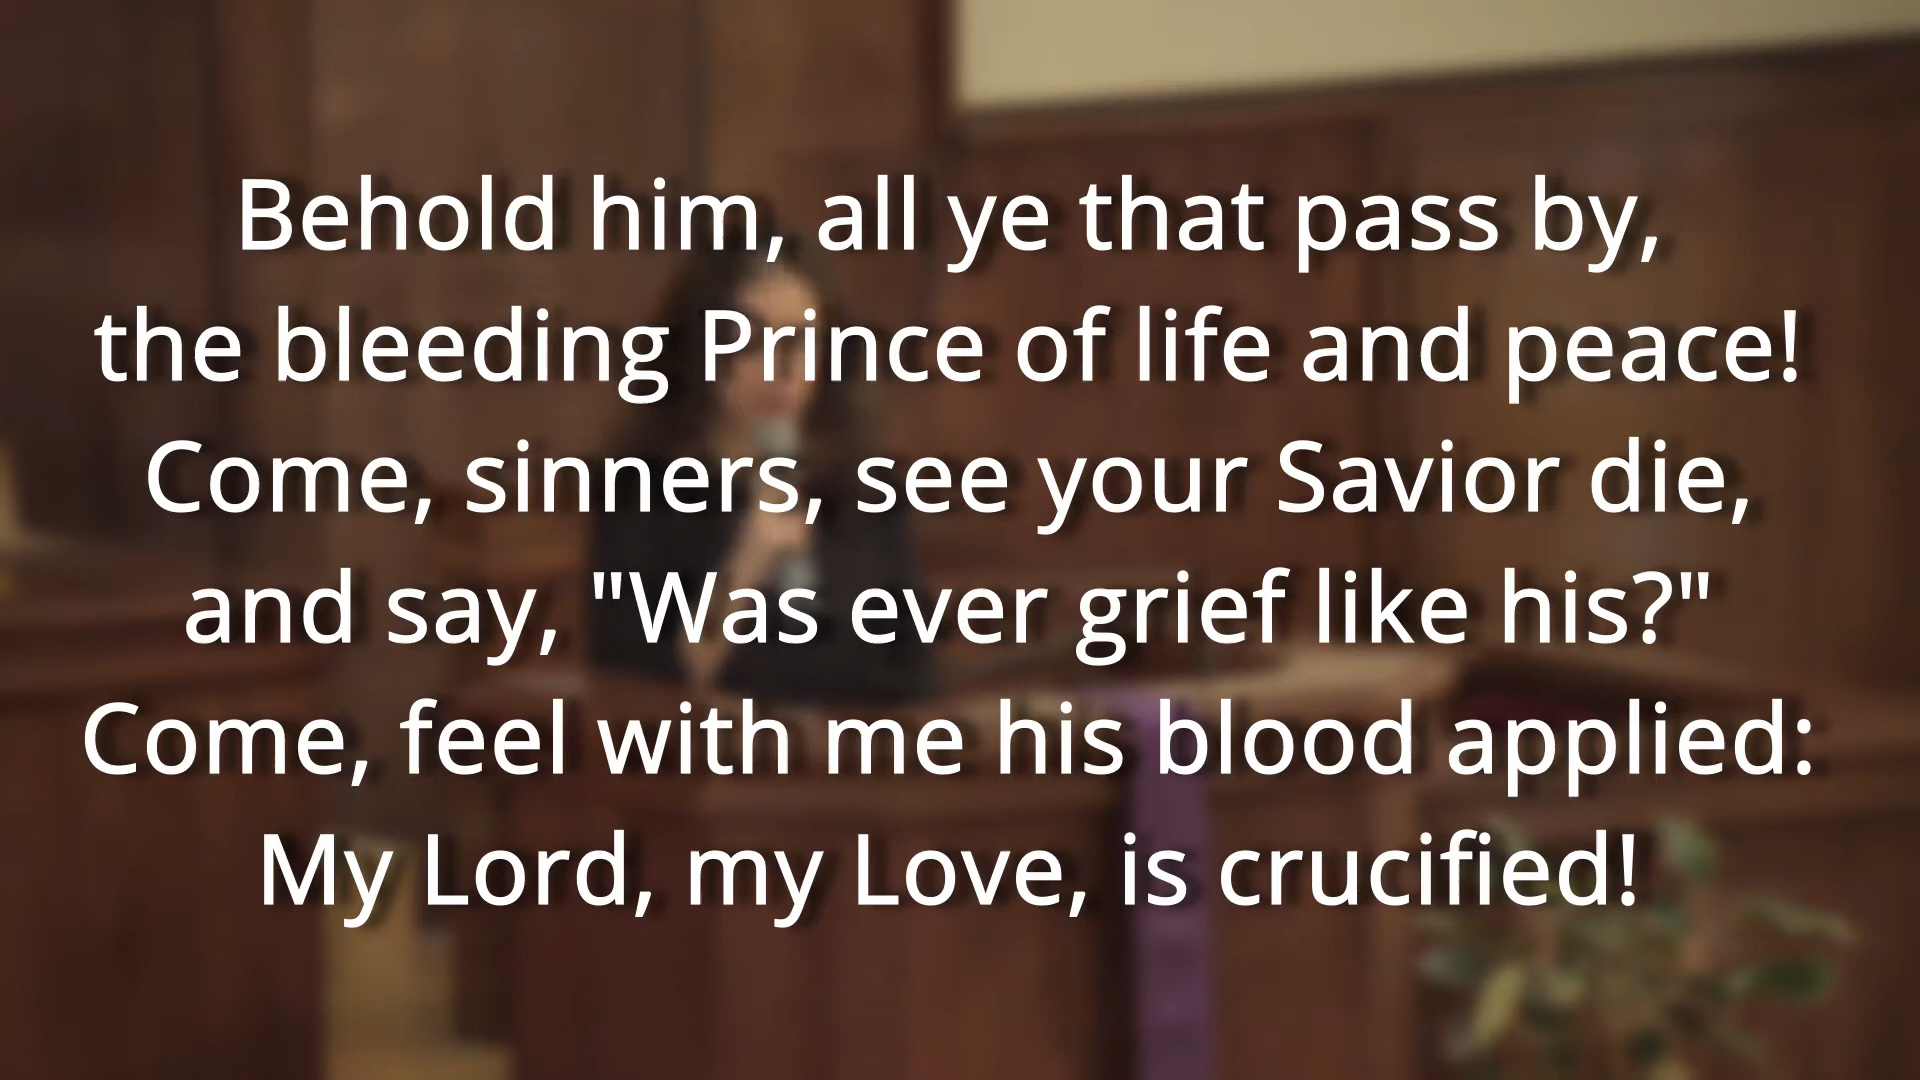 Behold him, all ye that pass by,
the bleeding Prince of life and peace!
Come, sinners, see your Savior die,
and say, "Was ever grief like his?"
Come, feel with me his blood applied:
My Lord, my Love, is crucified!